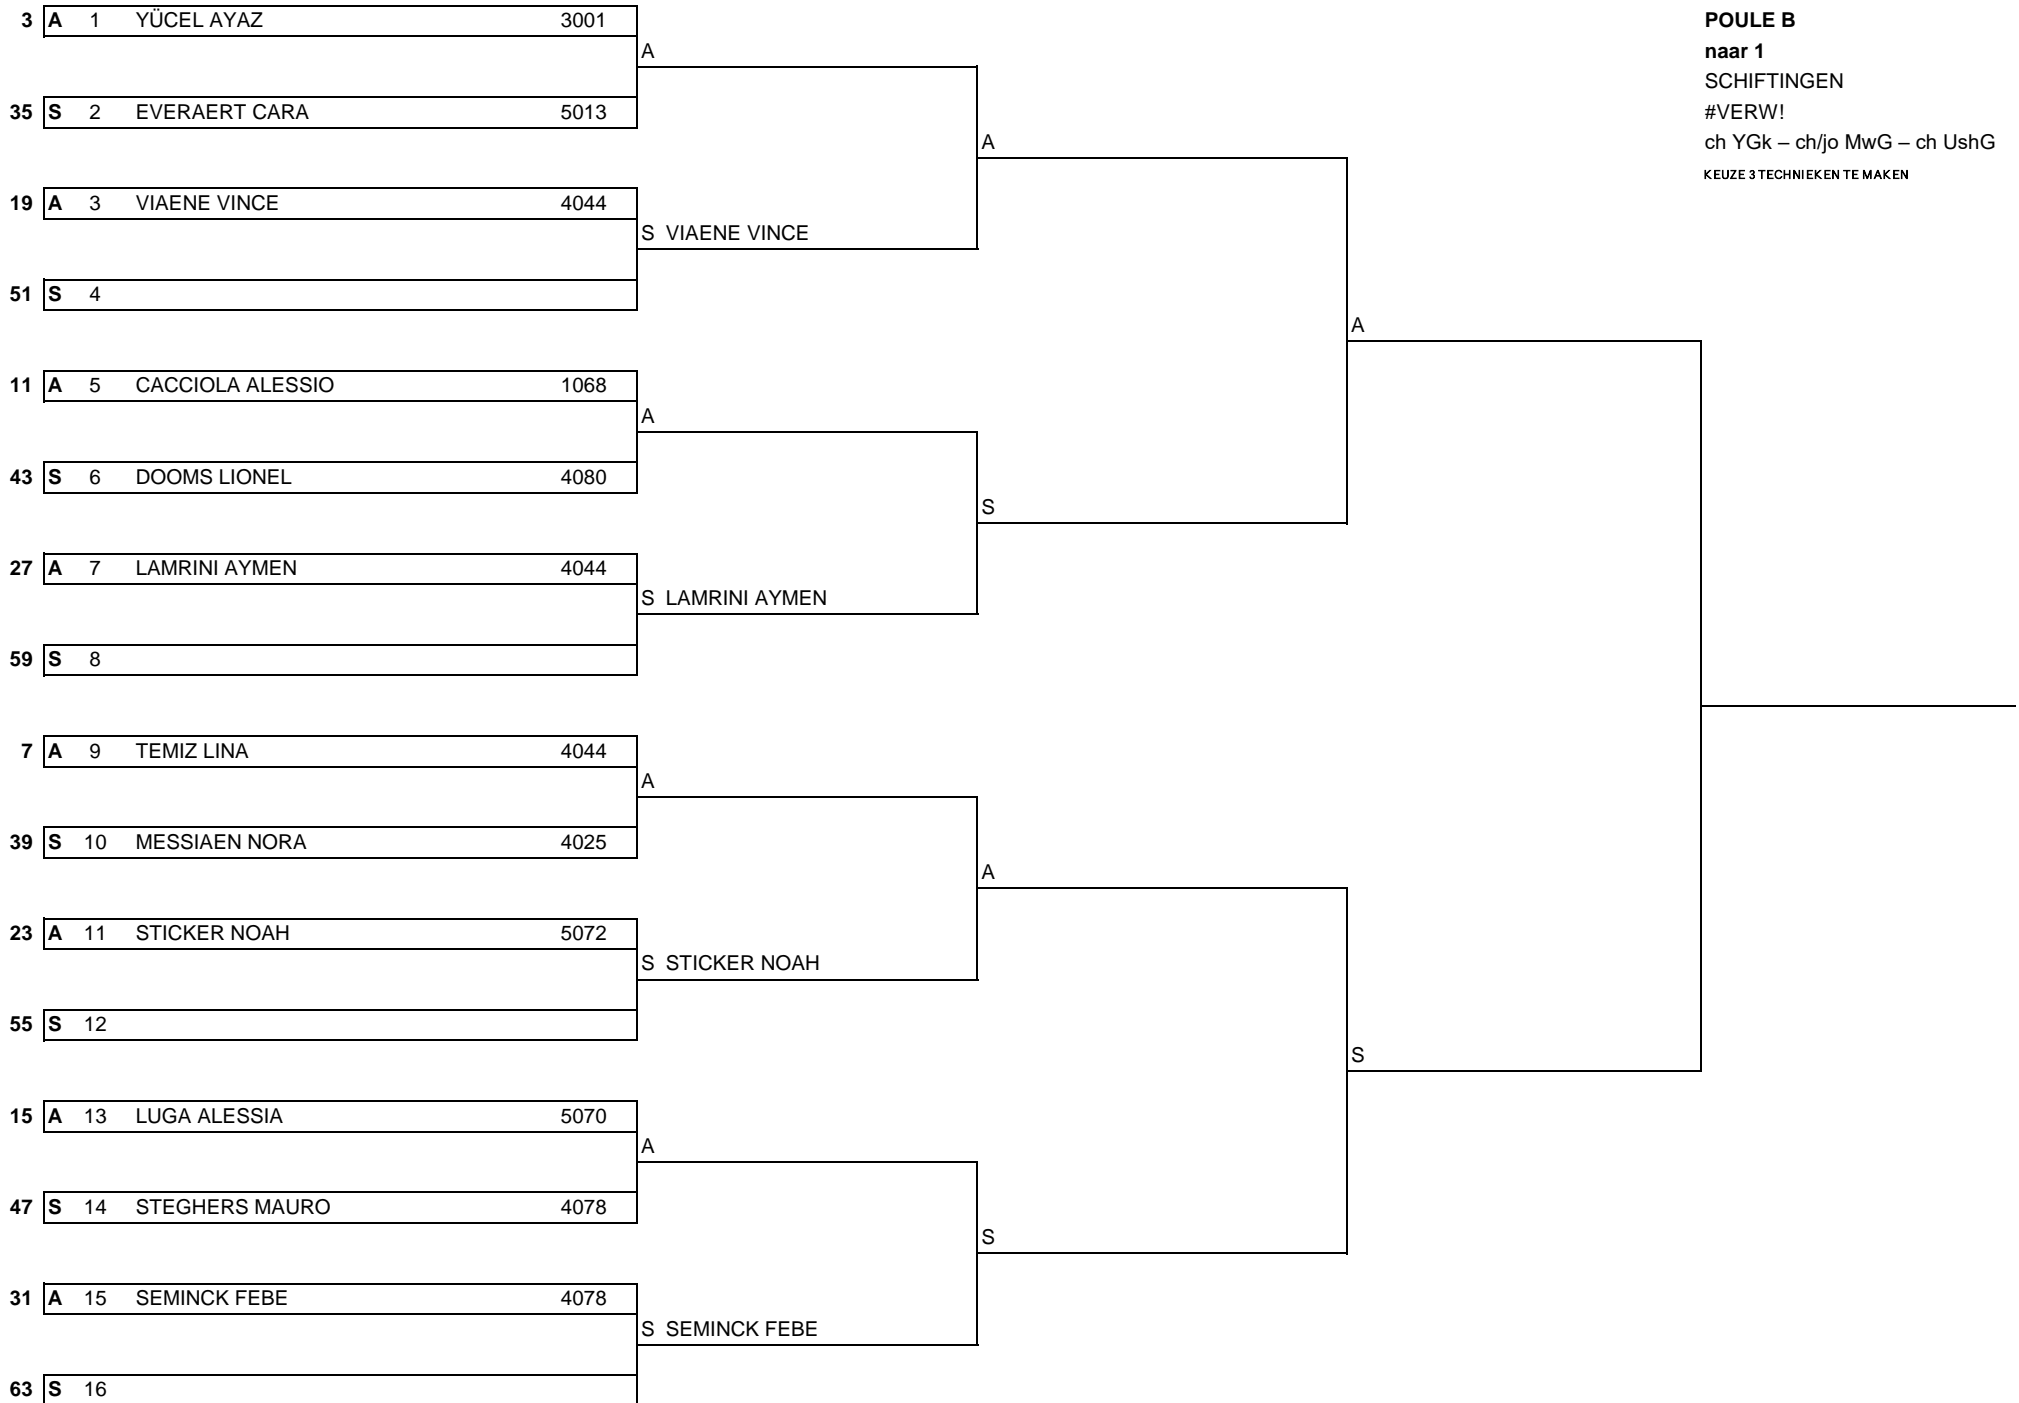 3 A 1 YÜCEL AYAZ 3001
POULE B
A
naar 1
SCHIFTINGEN
35 S 2 EVERAERT CARA 5013
#VERW!
A
ch YGk – ch/jo MwG – ch UshG
KEUZE 3 TECHNIEKEN TE MAKEN
19 A 3 VIAENE VINCE 4044
S VIAENE VINCE
51 S 4
A
11 A 5 CACCIOLA ALESSIO 1068
A
43 S 6 DOOMS LIONEL 4080
S
27 A 7 LAMRINI AYMEN 4044
S LAMRINI AYMEN
59 S 8
7 A 9 TEMIZ LINA 4044
A
39 S 10 MESSIAEN NORA 4025
A
23 A 11 STICKER NOAH 5072
S STICKER NOAH
55 S 12
S
15 A 13 LUGA ALESSIA 5070
A
47 S 14 STEGHERS MAURO 4078
S
31 A 15 SEMINCK FEBE 4078
S SEMINCK FEBE
63 S 16